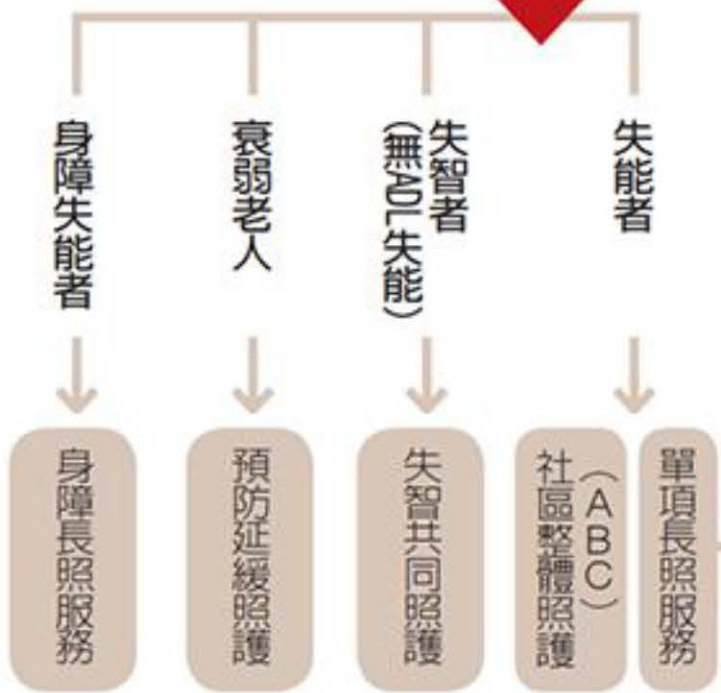 失能者
失智者
(無ADL失能)
衰弱老人
身障失能者
單項長照服務
(ABC)
社區整體照護
失智共同照護
預防延緩照護
身障長照服務